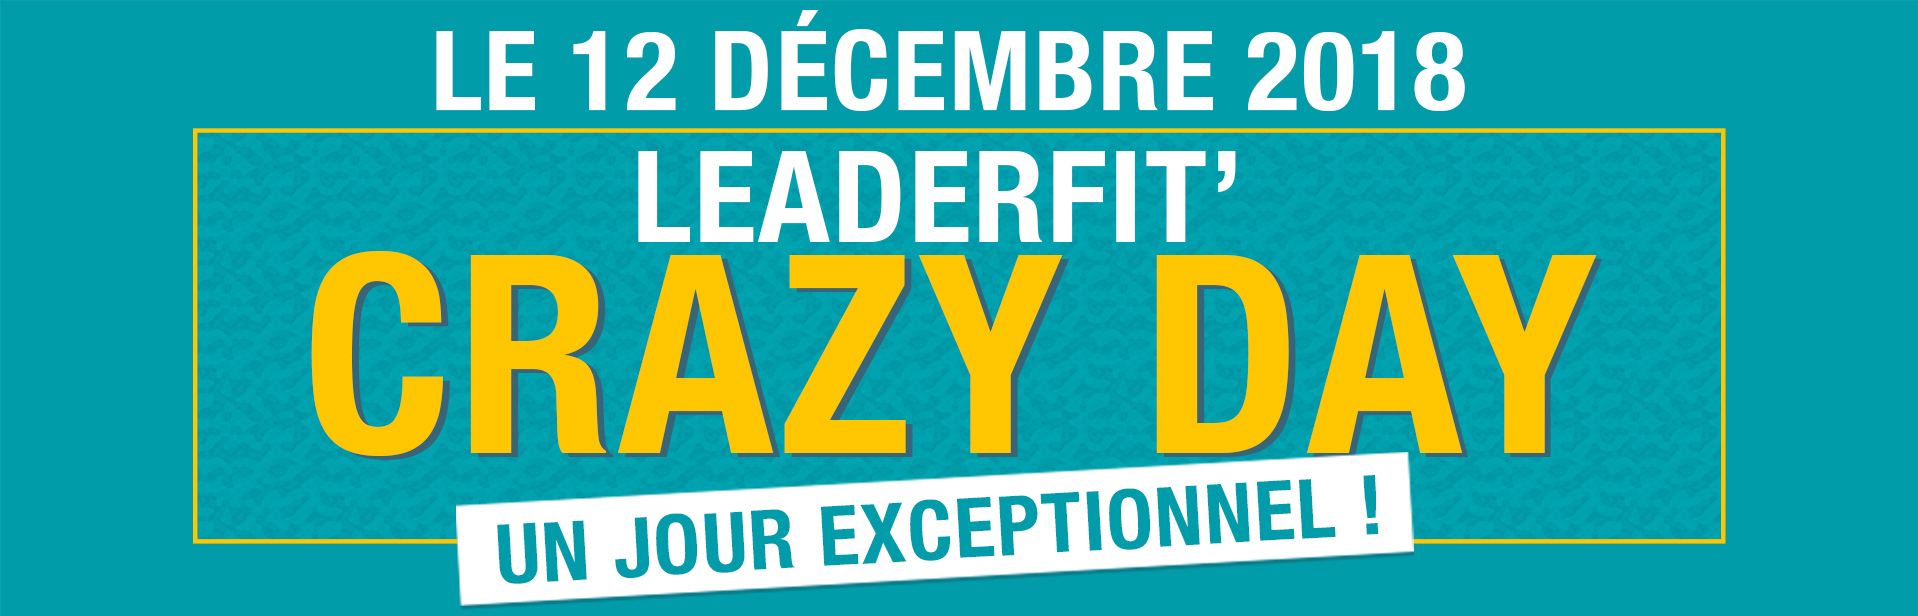 LE 12 DÉCEMBRE 2018
LEADERFIT’
CRAZY DAY
UN JOUR EXCEPTIONNEL !